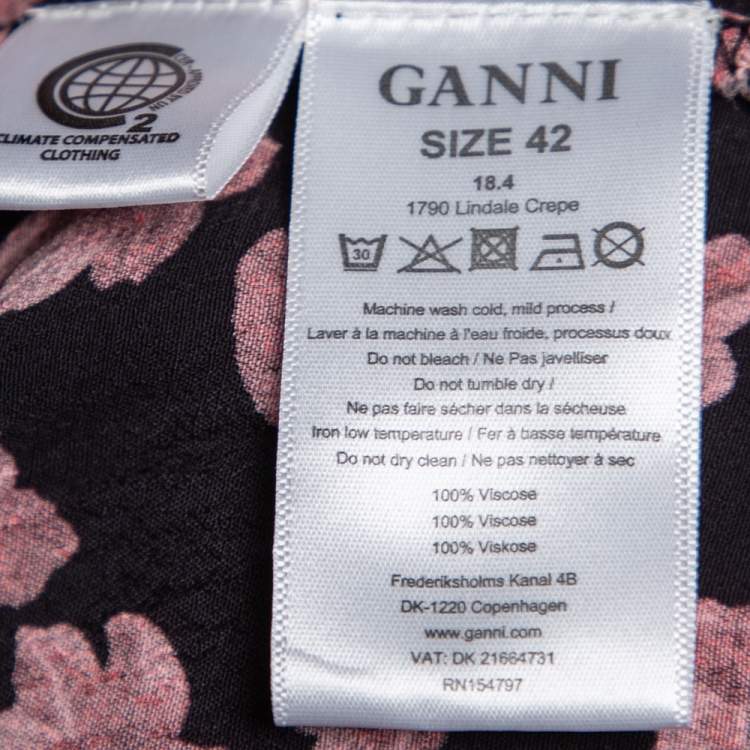 2
CLIMATE COMPENSATED
CLOTHING
GANNI
SIZE 42
18.4
1790 Lindale Crepe
30
Machine wash cold, mild process /
Laver à la machine à l'eau froide, processus doux
Do not bleach / Ne Pas javelliser
Do not tumble dry /
Ne pas faire sécher dans la sécheuse
Iron low temperature / Fer à basse température
Do not dry clean / Ne pas nettoyer à sec
100% Viscose
100% Viscose
100% Viskose
Frederiksholms Kanal 4B
DK-1220 Copenhagen
www.ganni.com
VAT: DK 21664731
RN154797